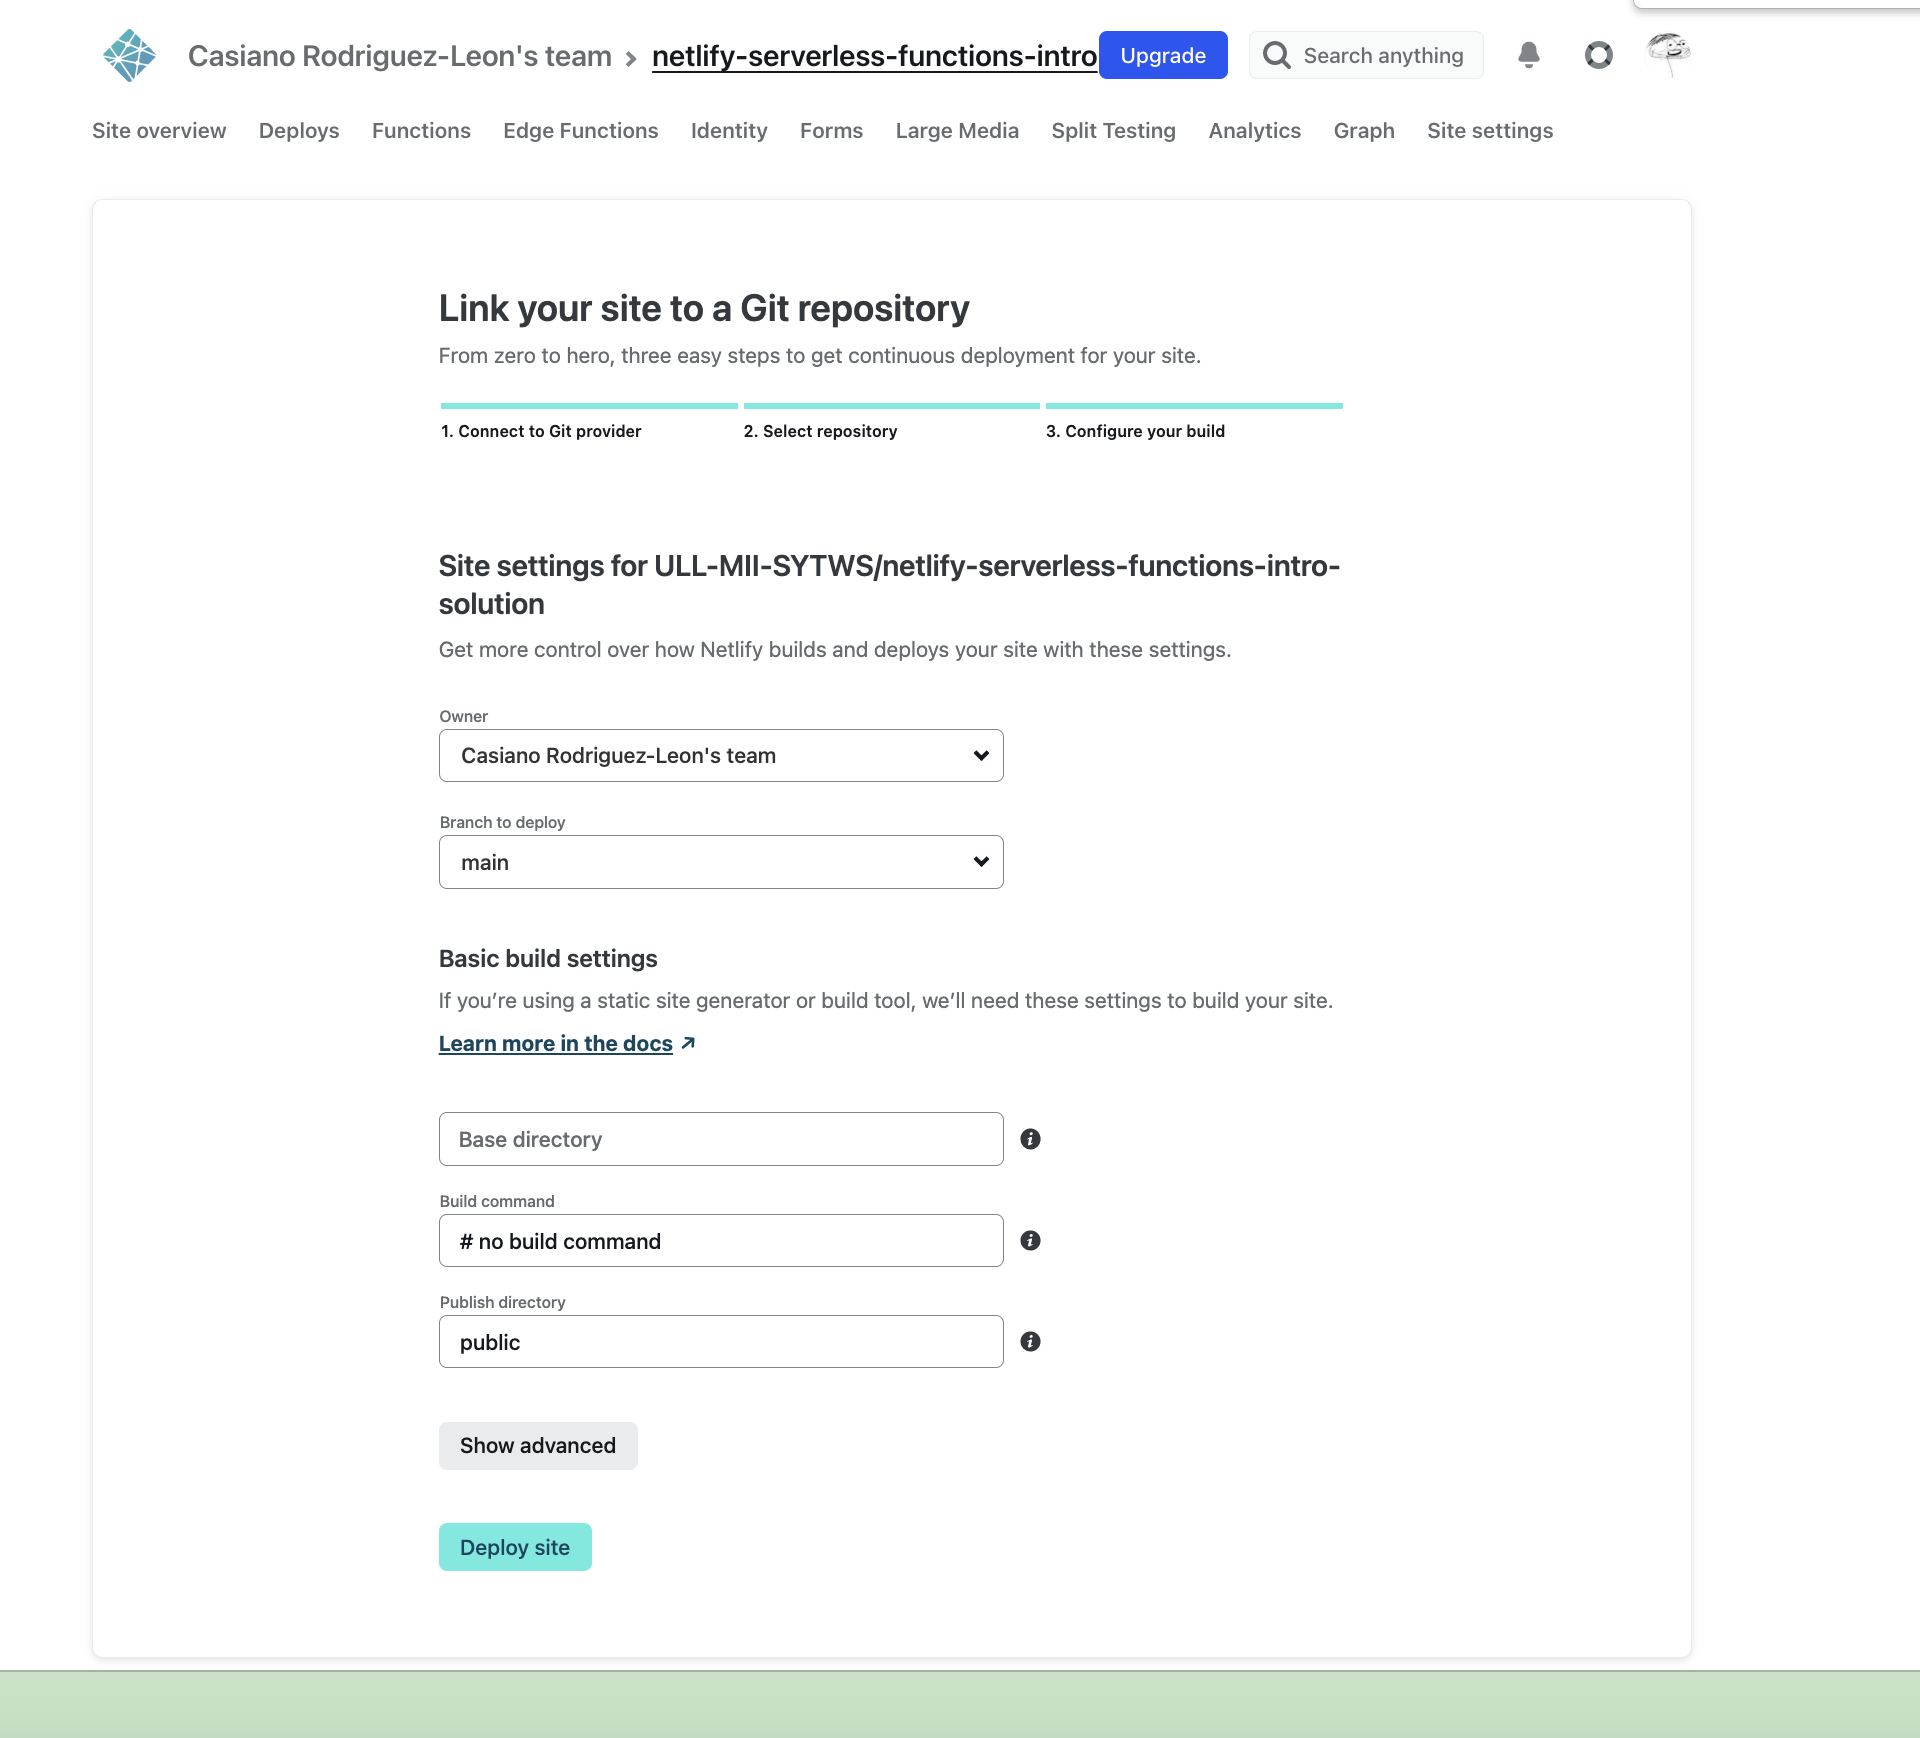 Casiano Rodriguez-Leon's team > netlify-serverless-functions-intro Upgrade Search anything
Site overview Deploys Functions Edge Functions Identity Forms Large Media Split Testing Analytics Graph Site settings
Link your site to a Git repository
From zero to hero, three easy steps to get continuous deployment for your site.
1. Connect to Git provider 2. Select repository 3. Configure your build
Site settings for ULL-MII-SYTWS/netlify-serverless-functions-intro-
solution
Get more control over how Netlify builds and deploys your site with these settings.
Owner
Casiano Rodriguez-Leon's team
Branch to deploy
main
Basic build settings
If you’re using a static site generator or build tool, we’ll need these settings to build your site.
Learn more in the docs ↗
Base directory
Build command
# no build command
Publish directory
public
Show advanced
Deploy site